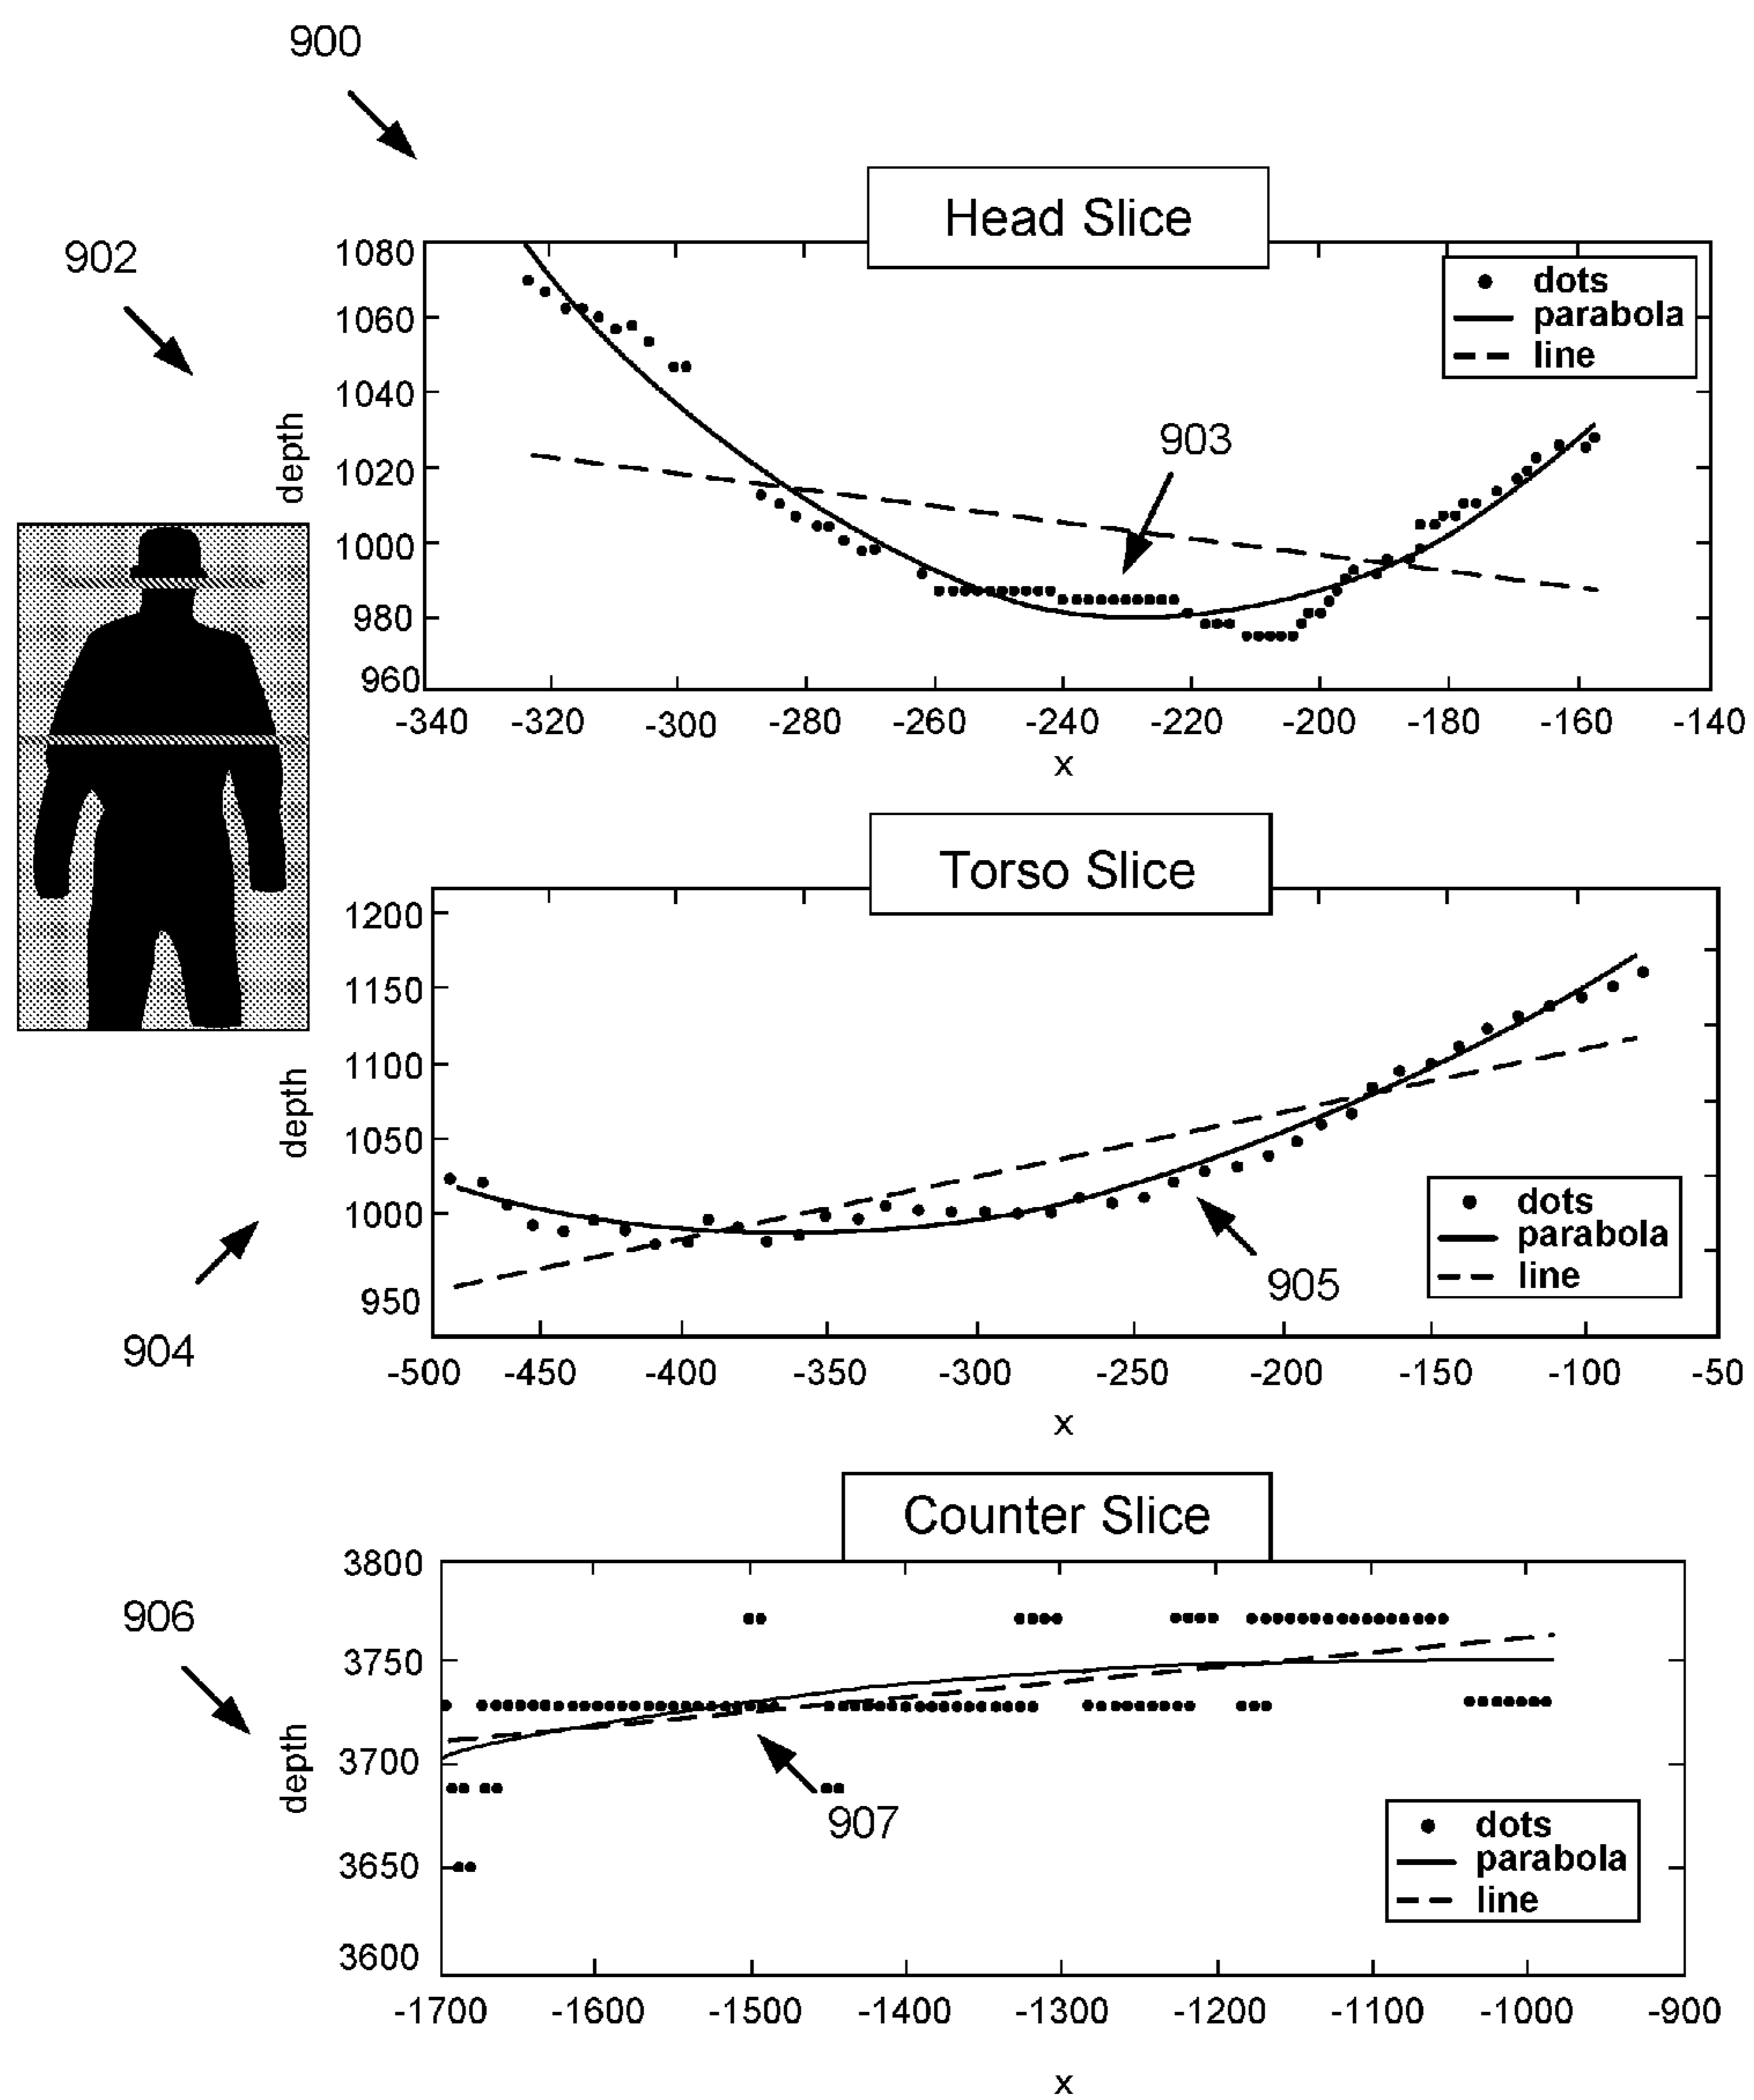 900
902
Head Slice
1080
1060
1040
1020
1000
980
960
depth
dots
parabola
line
903
-340 -320 -300 -280 -260 -240 -220 -200 -180 -160 -140
x
Torso Slice
1200
1150
1100
1050
1000
950
depth
904
dots
parabola
line
905
-500 -450 -400 -350 -300 -250 -200 -150 -100 -50
x
Counter Slice
906
3800
3750
3700
3650
3600
depth
907
dots
parabola
line
-1700 -1600 -1500 -1400 -1300 -1200 -1100 -1000 -900
x